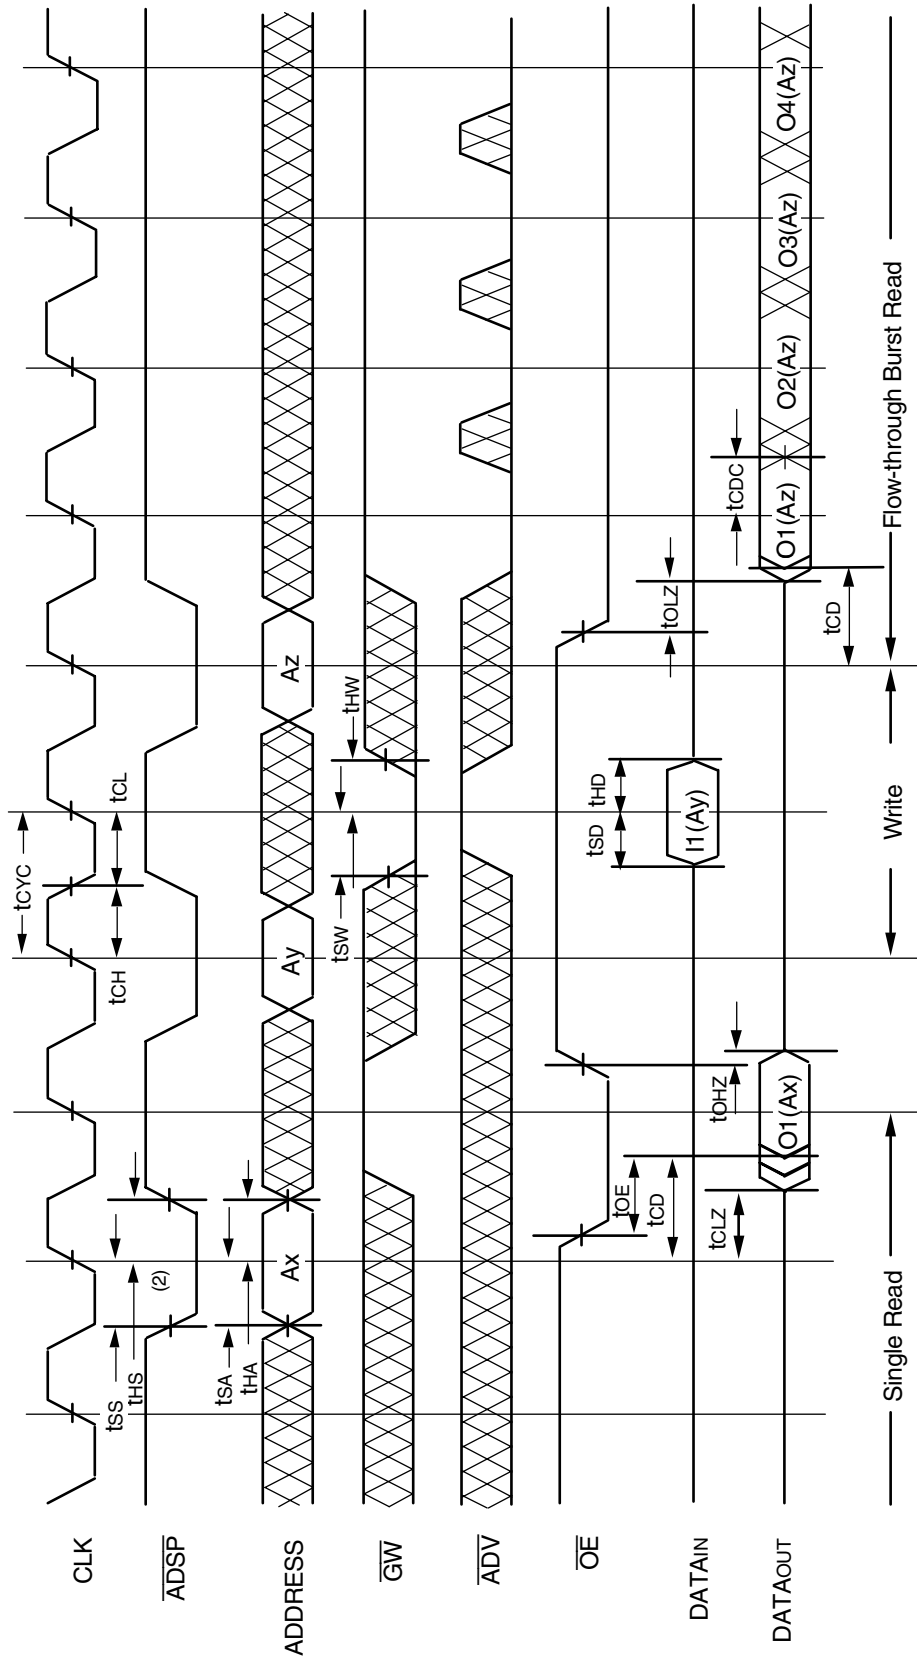 CLK
tCYC
tCH
tCL
tSS
tHS
ADSP
(2)
ADDRESS
tSA
tHA
Ax
Ay
Az
GW
tSW
tHW
ADV
OE
tOE
tOHZ
tOLZ
DATAIN
tSD
tHD
I1(Ay)
tCD
tCLZ
tCDC
DATAOUT
O1(Ax)
O1(Az)
O2(Az)
O3(Az)
O4(Az)
tCD
Single Read
Write
Flow-through Burst Read